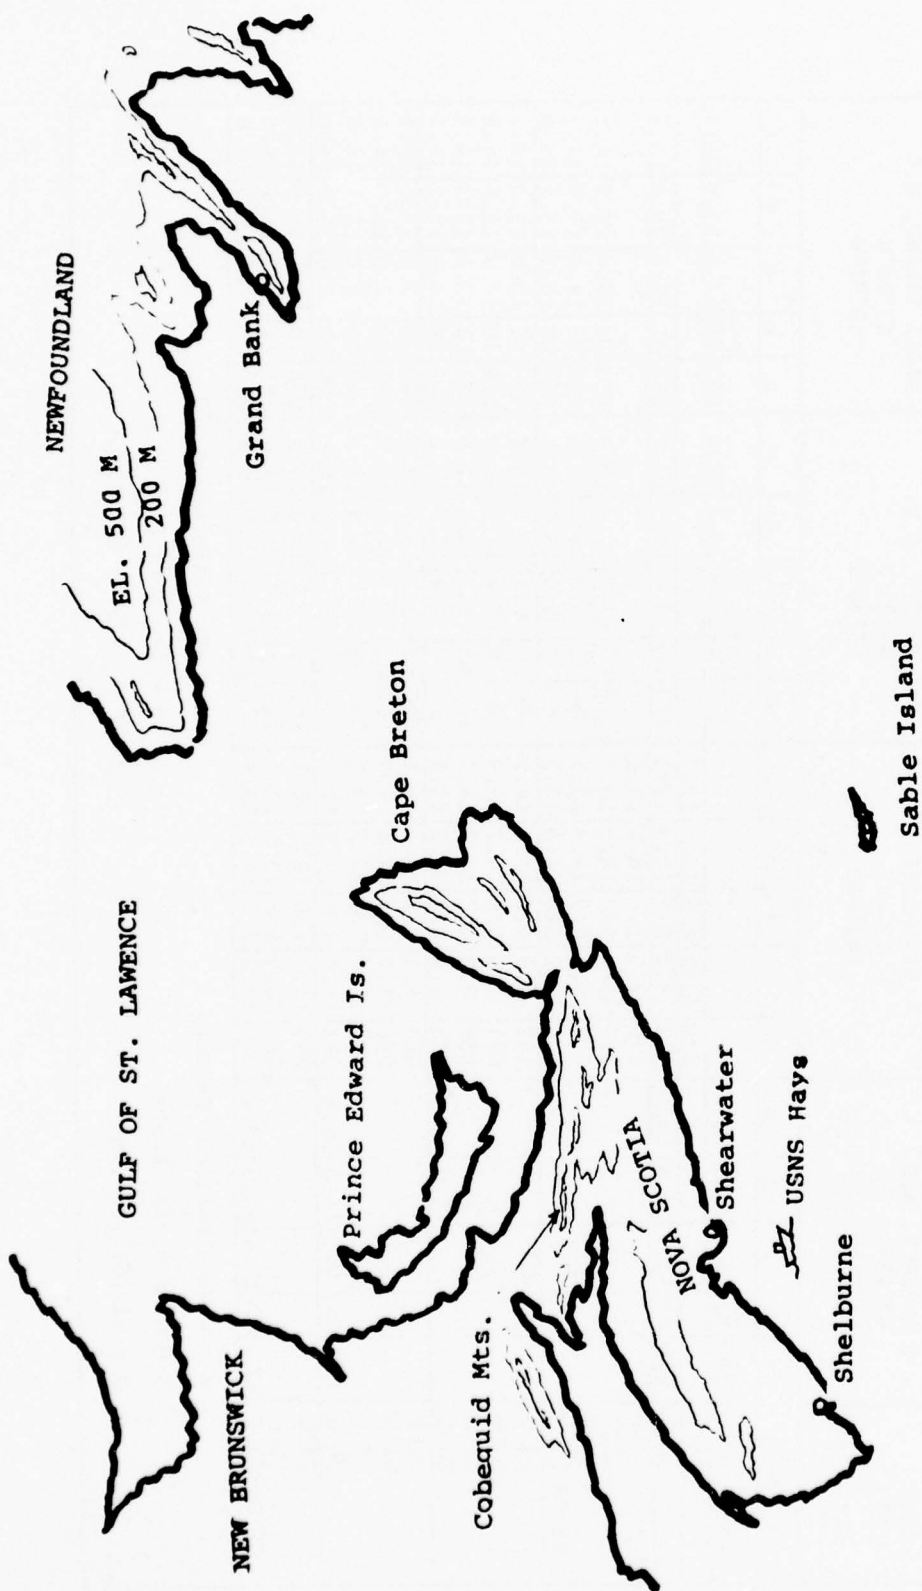 NEWFOUNDLAND
EL. 500 M
200 M
Grand Bank
GULF OF ST. LAWENCE
Cape Breton
Prince Edward Is.
NEW BRUNSWICK
Cobequid Mts.
NOVA SCOTIA
Shearwater
USNS Hays
Shelburne
Sable Island